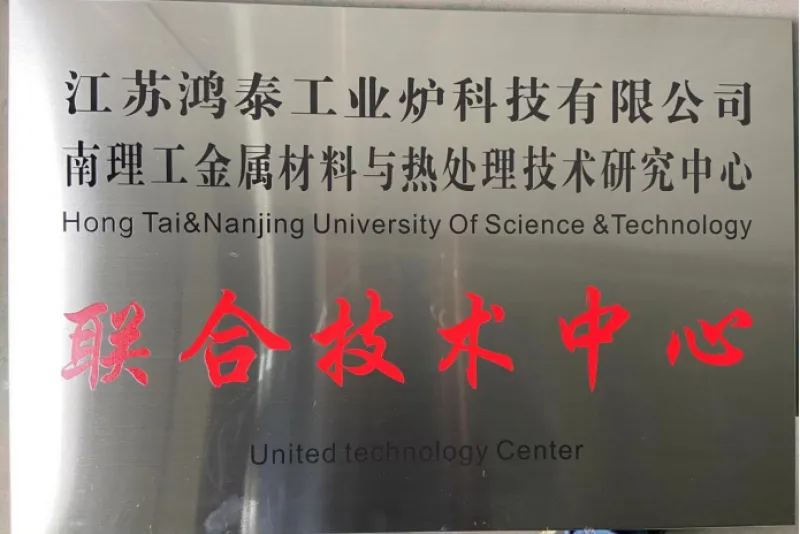 江苏鸿泰工业炉科技有限公司
南理工金属材料与热处理技术研究中心
Hong Tai&Nanjing University Of Science &Technology
联合技术中心
United technology Center